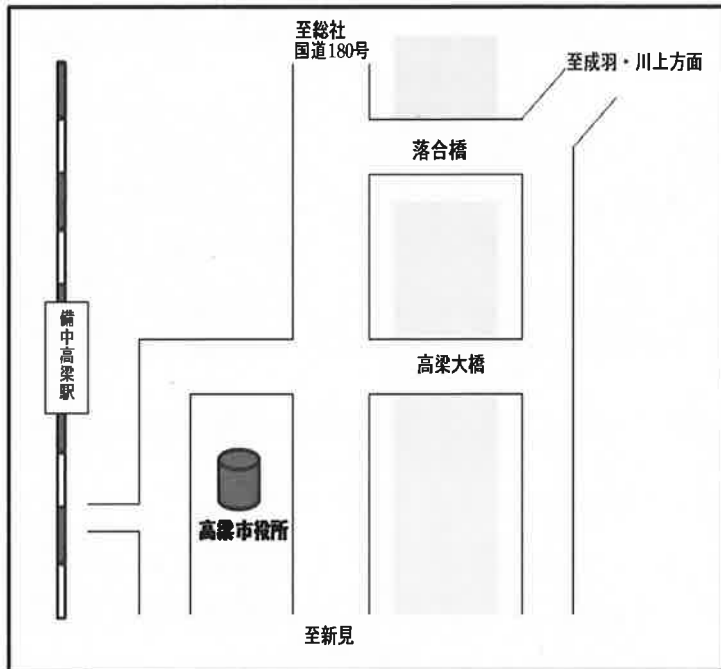 至総社
国道180号
至成羽・川上方面
落合橋
備中高梁駅
高梁大橋
高梁市役所
至新見